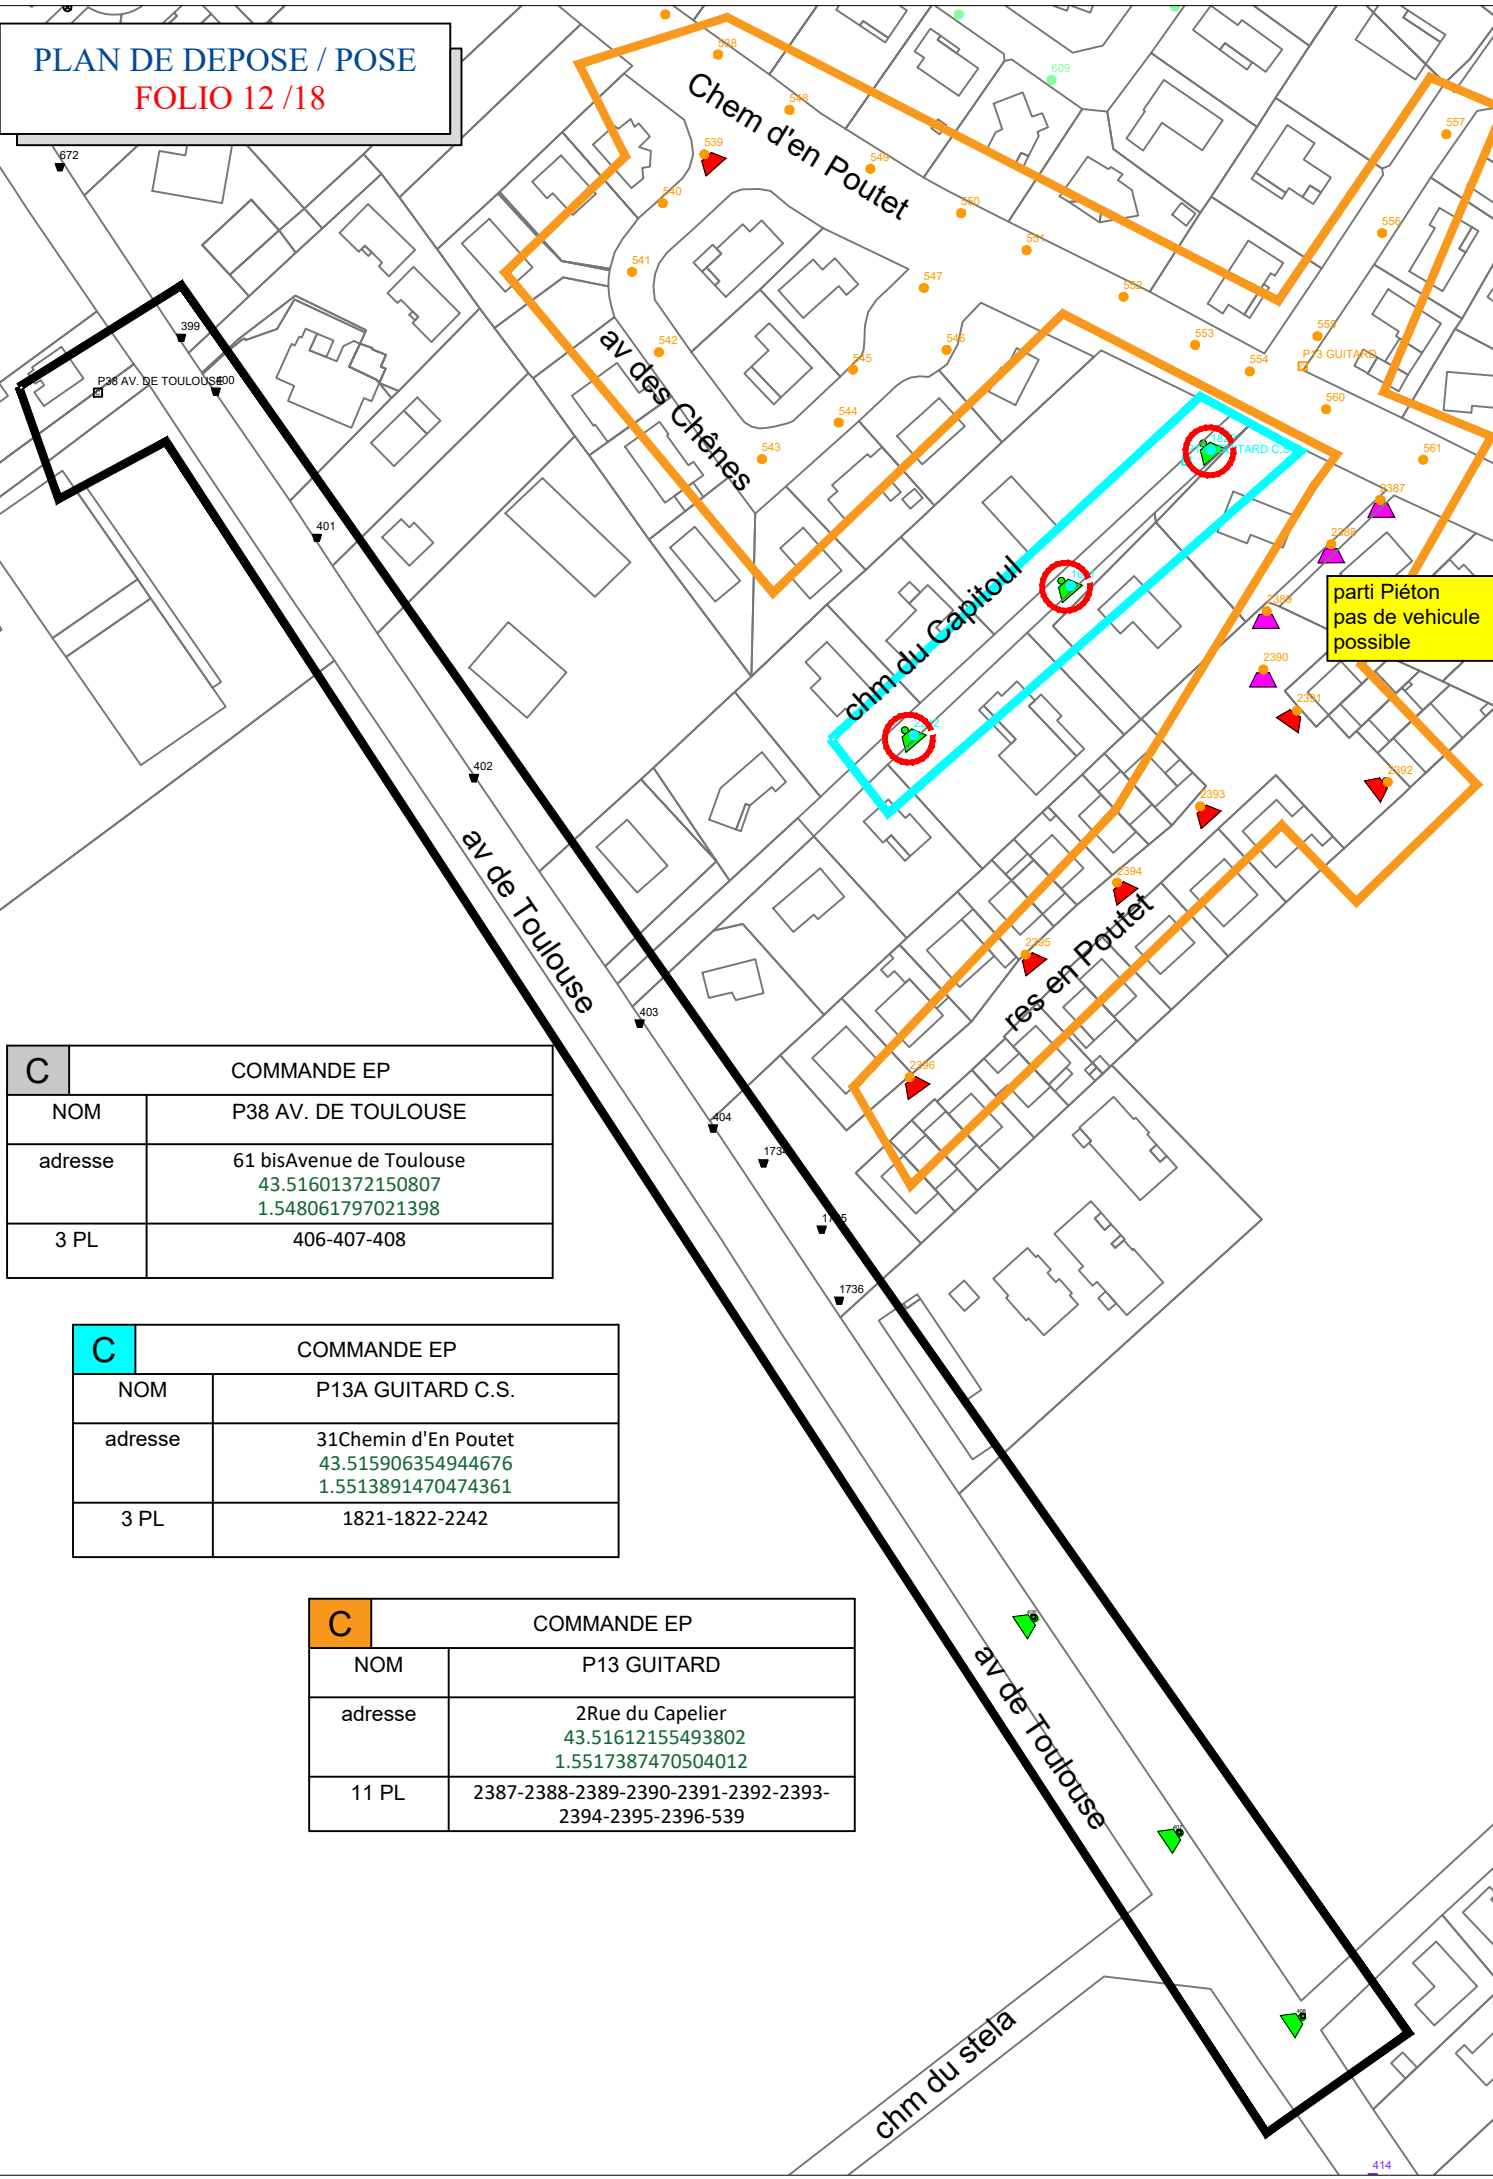 PLAN DE DEPOSE / POSE
FOLIO 12 /18
538
609
548
557
672
539
549
Chem d'en Poutet
540
550
556
551
541
547
552
399
553
555
542
546
P13 GUITARD
545
554
P38 AV. DE TOULOUSE
400
av des Chênes
560
544
543
561
2387
401
2388
chm du Capitoul
parti Piéton
pas de vehicule
possible
2389
2390
2391
2242
402
2392
2393
av de Toulouse
2394
2395
res en Poutet
403
2396
404
1734
1736
C
COMMANDE EP
NOM
P38 AV. DE TOULOUSE
adresse
61 bisAvenue de Toulouse
43.51601372150807
1.548061797021398
3 PL
406-407-408
C
COMMANDE EP
NOM
P13A GUITARD C.S.
adresse
31Chemin d'En Poutet
43.515906354944676
1.5513891470474361
3 PL
1821-1822-2242
C
COMMANDE EP
NOM
P13 GUITARD
adresse
2Rue du Capelier
43.51612155493802
1.5517387470504012
11 PL
2387-2388-2389-2390-2391-2392-2393-
2394-2395-2396-539
av de Toulouse
chm du stela
414